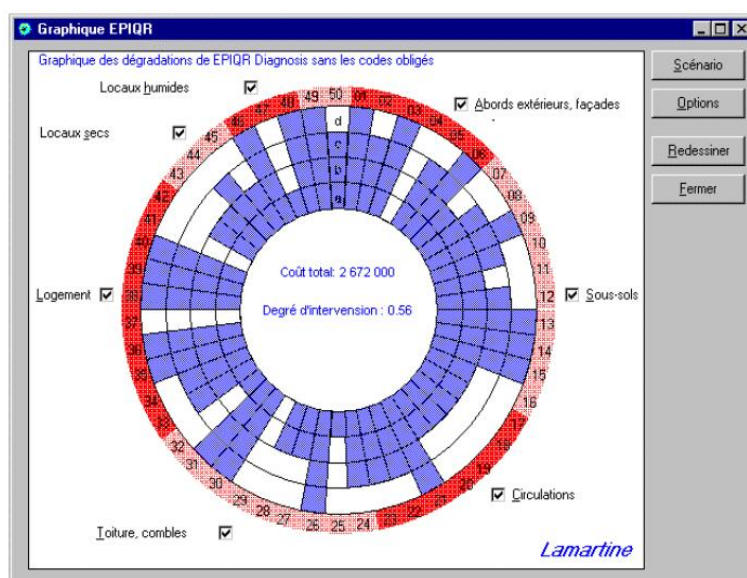 Graphique EPIQR
Graphique des dégradations de EPIQR Diagnosis sans les codes obligés
Scénario
Options
Redessiner
Fermer
Locaux humides
Abords extérieurs, façades
Locaux secs
Logement
Sous-sols
Circulations
Toiture, combles
Coût total: 2 672 000
Degré d'intervention : 0.56
d
c
b
a
01
02
03
04
05
06
07
08
09
10
11
12
13
14
15
16
17
18
19
20
21
22
23
24
25
26
27
28
29
30
31
32
33
34
35
36
37
38
39
40
41
42
43
44
45
46
47
48
49
50
Lamartine